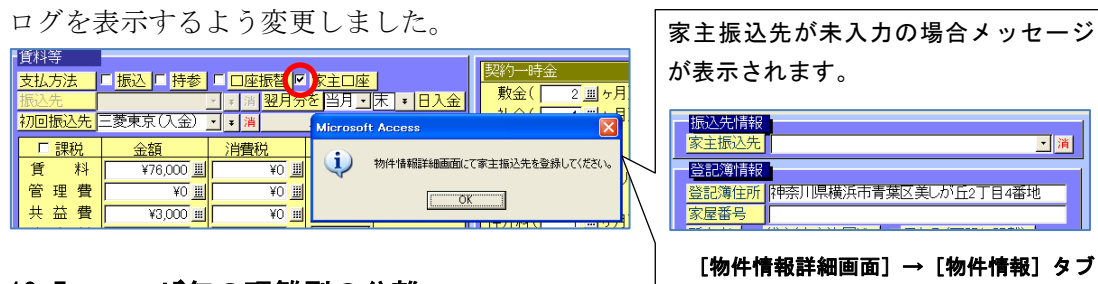 ログを表示するよう変更しました。
賃料等
支払方法 振込 持参 口座振替 家主口座
振込先 消 翌月分を 当月 末 日入金
初回振込先 三菱東京(入金) 消
課税 金額 消費税
賃 料 ¥76,000 ¥0
管 理 費 ¥0 ¥0
共 益 費 ¥3,000 ¥0
契約一時金
敷金( 2 ヶ月
Microsoft Access
物件情報詳細画面にて家主振込先を登録してください。
OK
家主振込先が未入力の場合メッセージ
が表示されます。
振込先情報
家主振込先 消
登記簿情報
登記簿住所 神奈川県横浜市青葉区美しが丘2丁目4番地
家屋番号
[物件情報詳細画面] → [物件情報] タブ